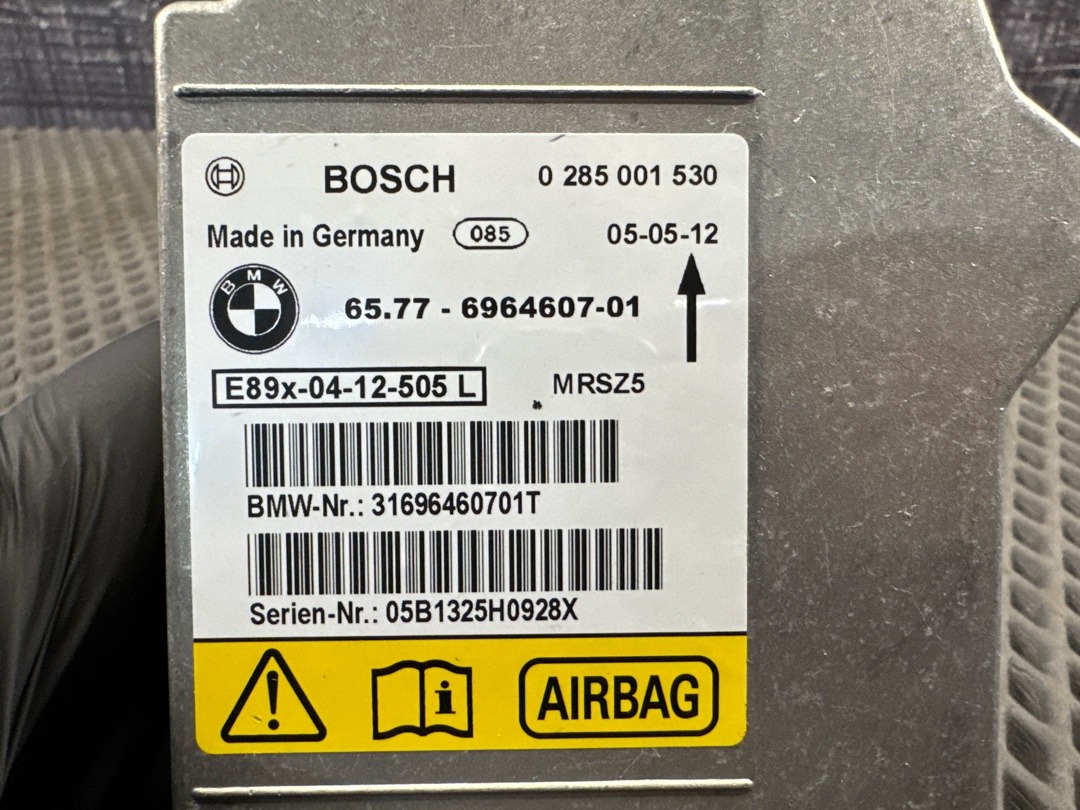 BOSCH 0 285 001 530
Made in Germany 085 05-05-12
BMW 65.77 - 6964607-01
E89x-04-12-505 L MRSZ5
BMW-Nr.: 31696460701T
Serien-Nr.: 05B1325H0928X
AIRBAG